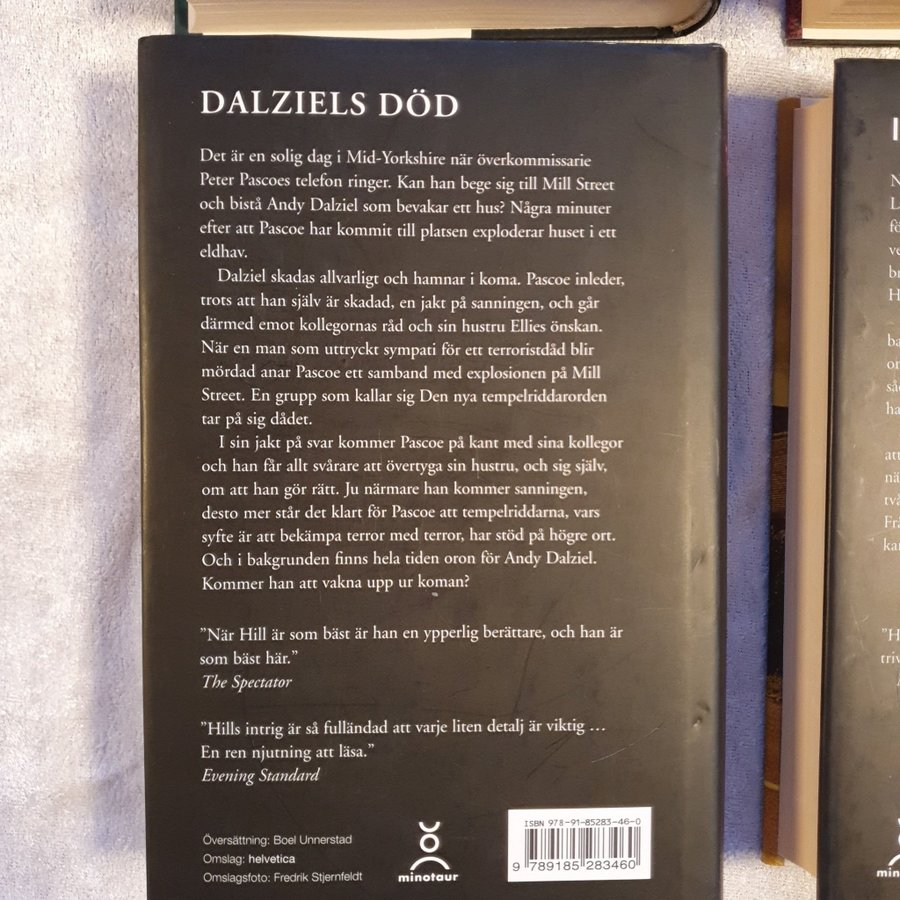 DALZIELS DÖD
Det är en solig dag i Mid-Yorkshire när överkommissarie
Peter Pascoes telefon ringer. Kan han bege sig till Mill Street
och bistå Andy Dalziel som bevakar ett hus? Några minuter
efter att Pascoe har kommit till platsen exploderar huset i ett
eldhav.
Dalziel skadas allvarligt och hamnar i koma. Pascoe inleder,
trots att han själv är skadad, en jakt på sanningen, och går
därmed emot kollegornas råd och sin hustru Ellies önskan.
När en man som uttryckt sympati för ett terroristdåd blir
mördad anar Pascoe ett samband med explosionen på Mill
Street. En grupp som kallar sig Den nya tempelriddarorden
tar på sig dådet.
I sin jakt på svar kommer Pascoe på kant med sina kollegor
och han får allt svårare att övertyga sin hustru, och sig själv,
om att han gör rätt. Ju närmare han kommer sanningen,
desto mer står det klart för Pascoe att tempelriddarna, vars
syfte är att bekämpa terror med terror, har stöd på högre ort.
Och i bakgrunden finns hela tiden oron för Andy Dalziel.
Kommer han att vakna upp ur koman?
”När Hill är som bäst är han en ypperlig berättare, och han är
som bäst här.”
The Spectator
”Hills intrig är så fulländad att varje liten detalj är viktig …
En ren njutning att läsa.”
Evening Standard
Översättning: Boel Unnerstad
Omslag: helvetica
Omslagsfoto: Fredrik Stjernfeldt
minotaur
ISBN 978-91-85283-46-0
9 789185 283460